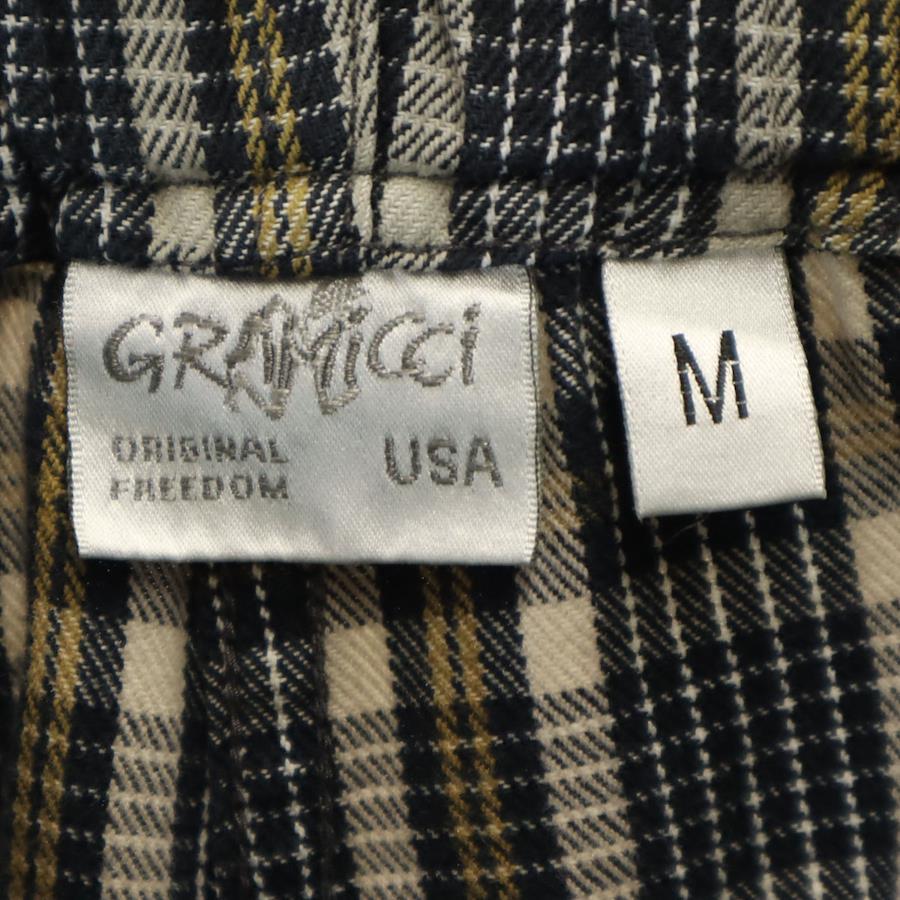 GRAMiCCi
ORIGINAL
FREEDOM
USA
M